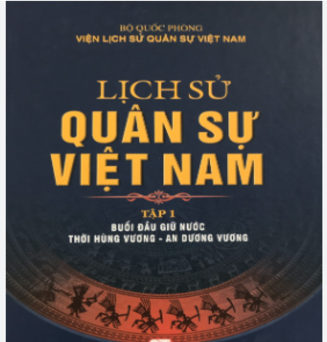 BỘ QUỐC PHÒNG
VIỆN LỊCH SỬ QUÂN SỰ VIỆT NAM
LỊCH SỬ
QUÂN SỰ
VIỆT NAM
TẬP 1
BUỔI ĐẦU GIỮ NƯỚC
THỜI HÙNG VƯƠNG - AN DƯƠNG VƯƠNG